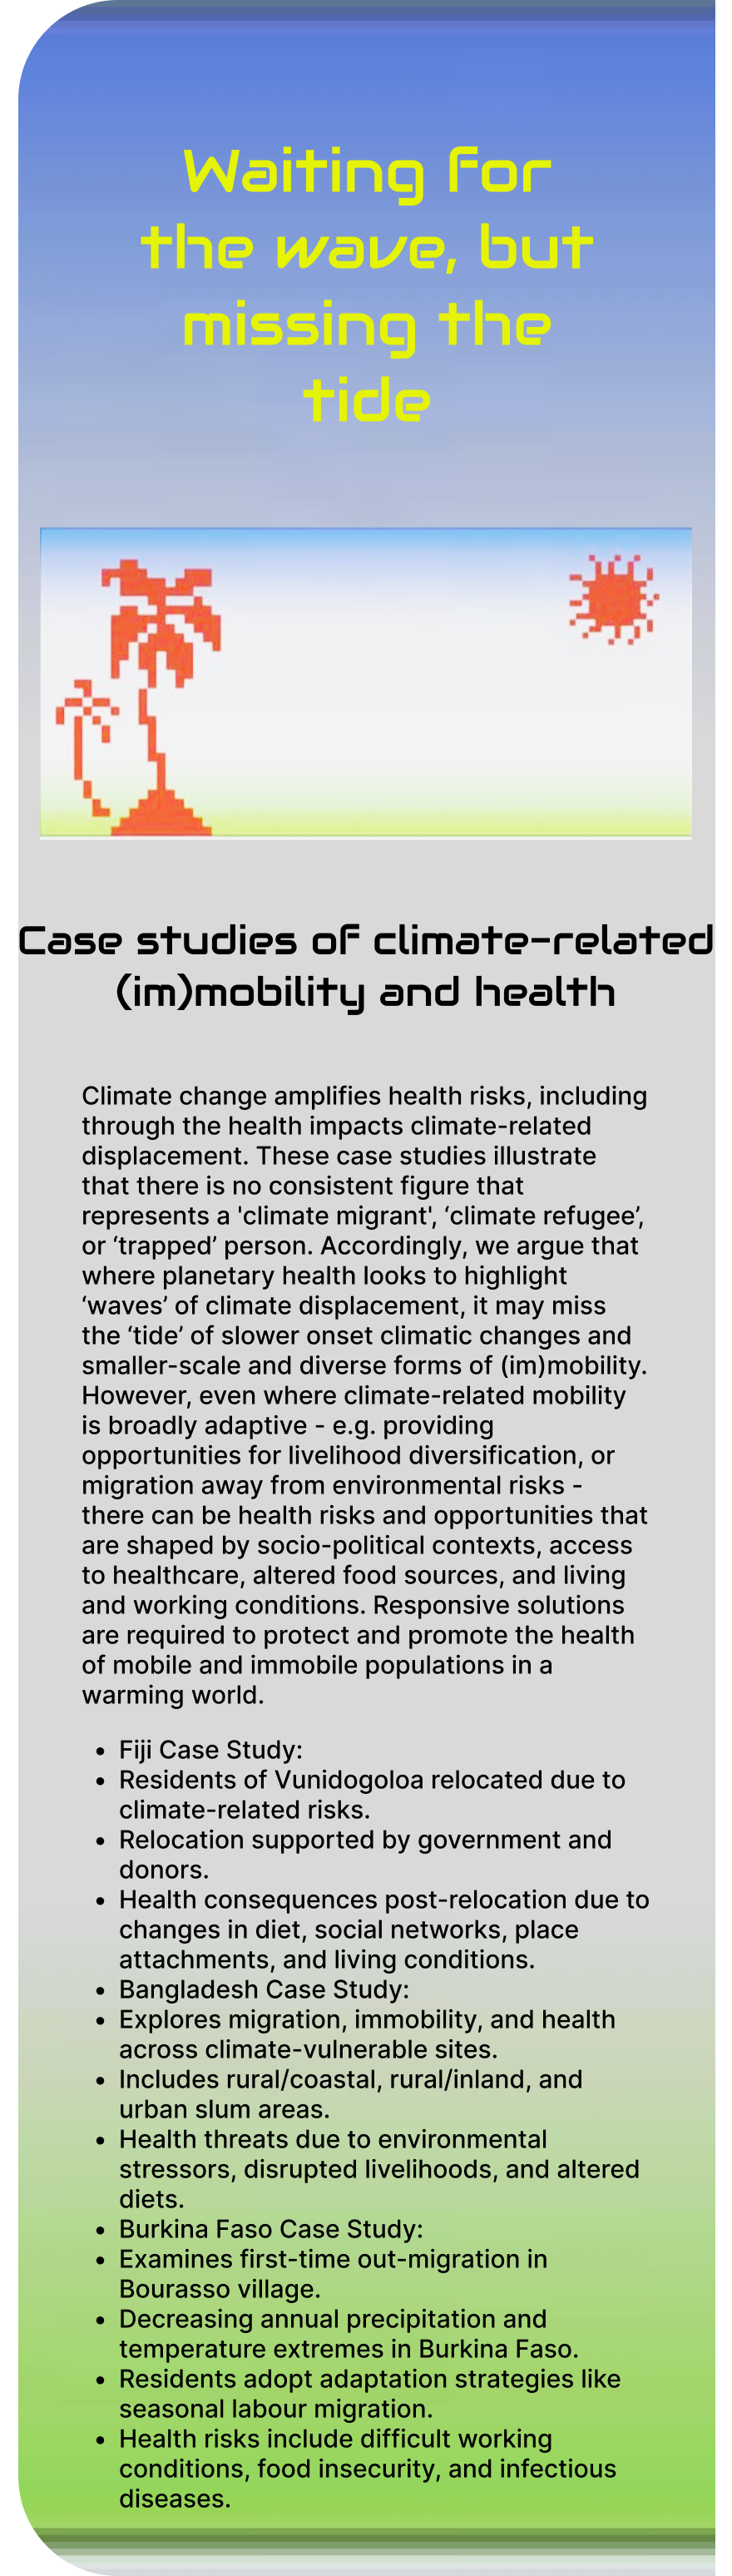 Waiting for
the wave, but
missing the
tide
Case studies of climate-related
(im)mobility and health
Climate change amplifies health risks, including
through the health impacts climate-related
displacement. These case studies illustrate
that there is no consistent figure that
represents a 'climate migrant', ‘climate refugee’,
or ‘trapped’ person. Accordingly, we argue that
where planetary health looks to highlight
‘waves’ of climate displacement, it may miss
the ‘tide’ of slower onset climatic changes and
smaller-scale and diverse forms of (im)mobility.
However, even where climate-related mobility
is broadly adaptive - e.g. providing
opportunities for livelihood diversification, or
migration away from environmental risks -
there can be health risks and opportunities that
are shaped by socio-political contexts, access
to healthcare, altered food sources, and living
and working conditions. Responsive solutions
are required to protect and promote the health
of mobile and immobile populations in a
warming world.
• Fiji Case Study:
• Residents of Vunidogoloa relocated due to
climate-related risks.
• Relocation supported by government and
donors.
• Health consequences post-relocation due to
changes in diet, social networks, place
attachments, and living conditions.
• Bangladesh Case Study:
• Explores migration, immobility, and health
across climate-vulnerable sites.
• Includes rural/coastal, rural/inland, and
urban slum areas.
• Health threats due to environmental
stressors, disrupted livelihoods, and altered
diets.
• Burkina Faso Case Study:
• Examines first-time out-migration in
Bourasso village.
• Decreasing annual precipitation and
temperature extremes in Burkina Faso.
• Residents adopt adaptation strategies like
seasonal labour migration.
• Health risks include difficult working
conditions, food insecurity, and infectious
diseases.